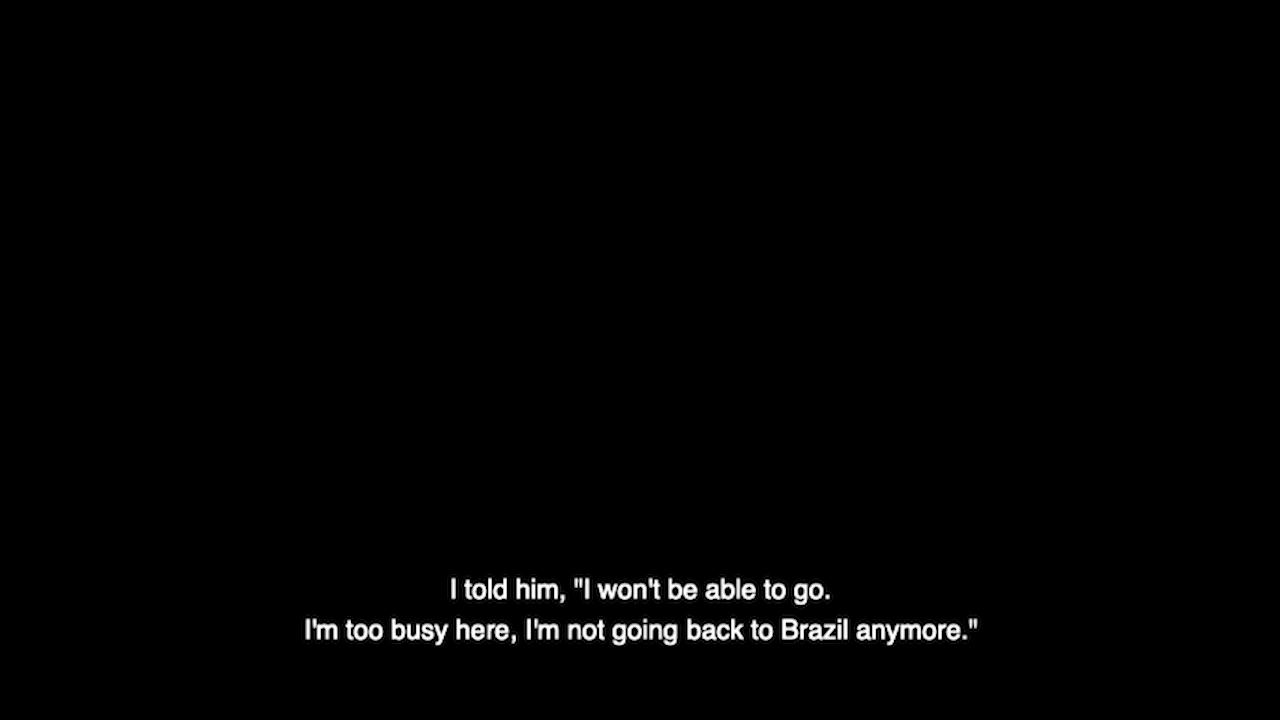 I told him, "I won't be able to go.
I'm too busy here, I'm not going back to Brazil anymore."